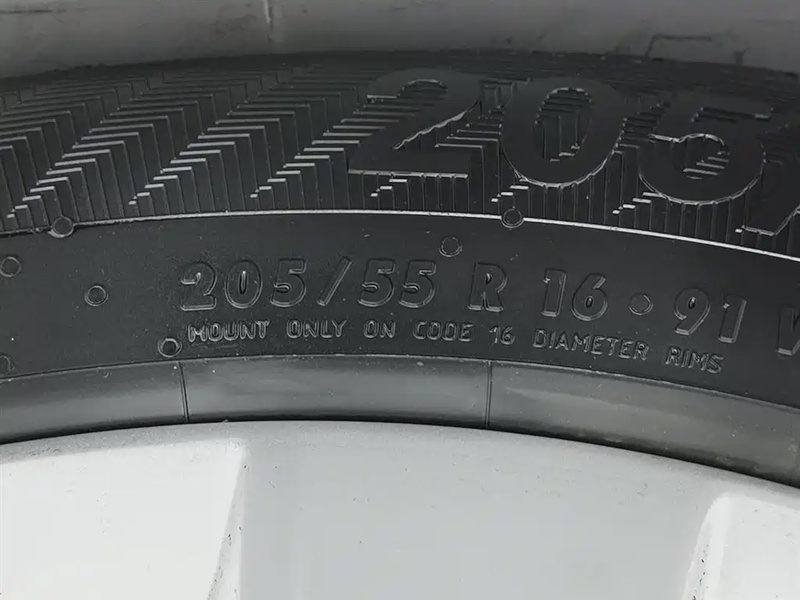 205
205/55 R 16 • 91
MOUNT ONLY ON CODE 16 DIAMETER RIMS